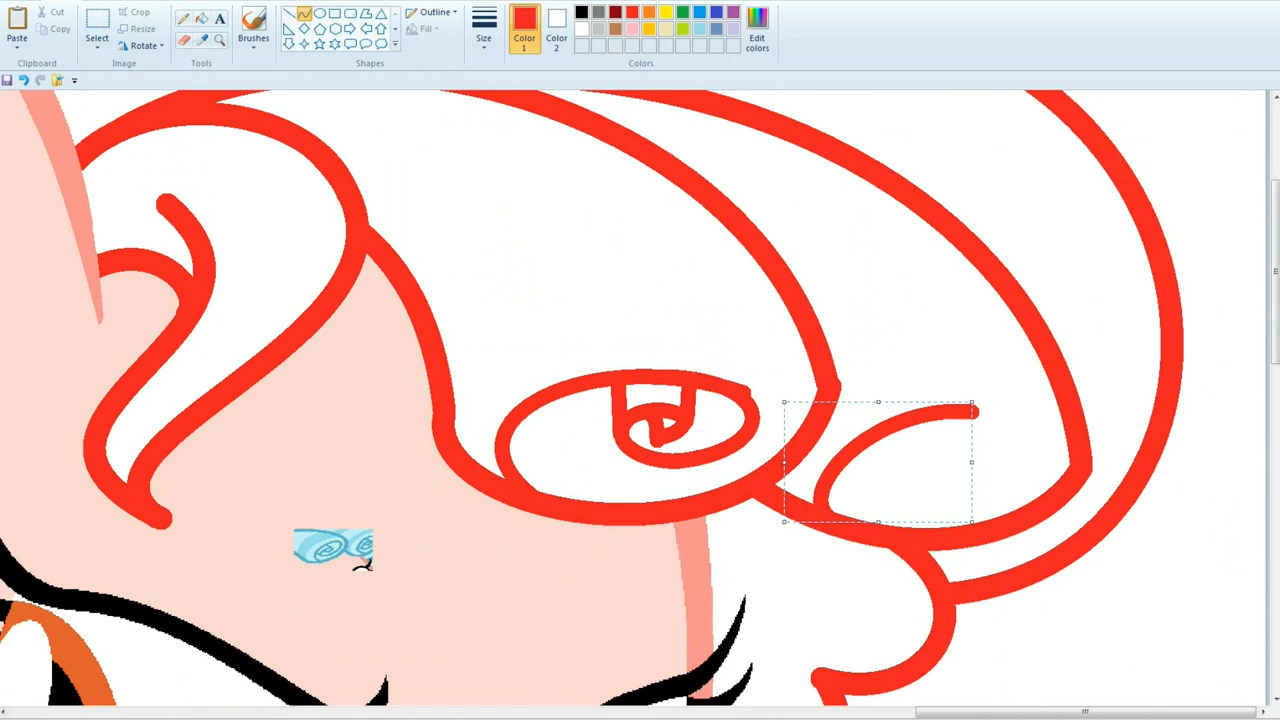 Cut
Crop
Outline
Copy
Resize
Fill
Paste
Select
Rotate
A
Brushes
Size
Color
1
Color
2
Edit
colors
Clipboard
Image
Tools
Shapes
Colors